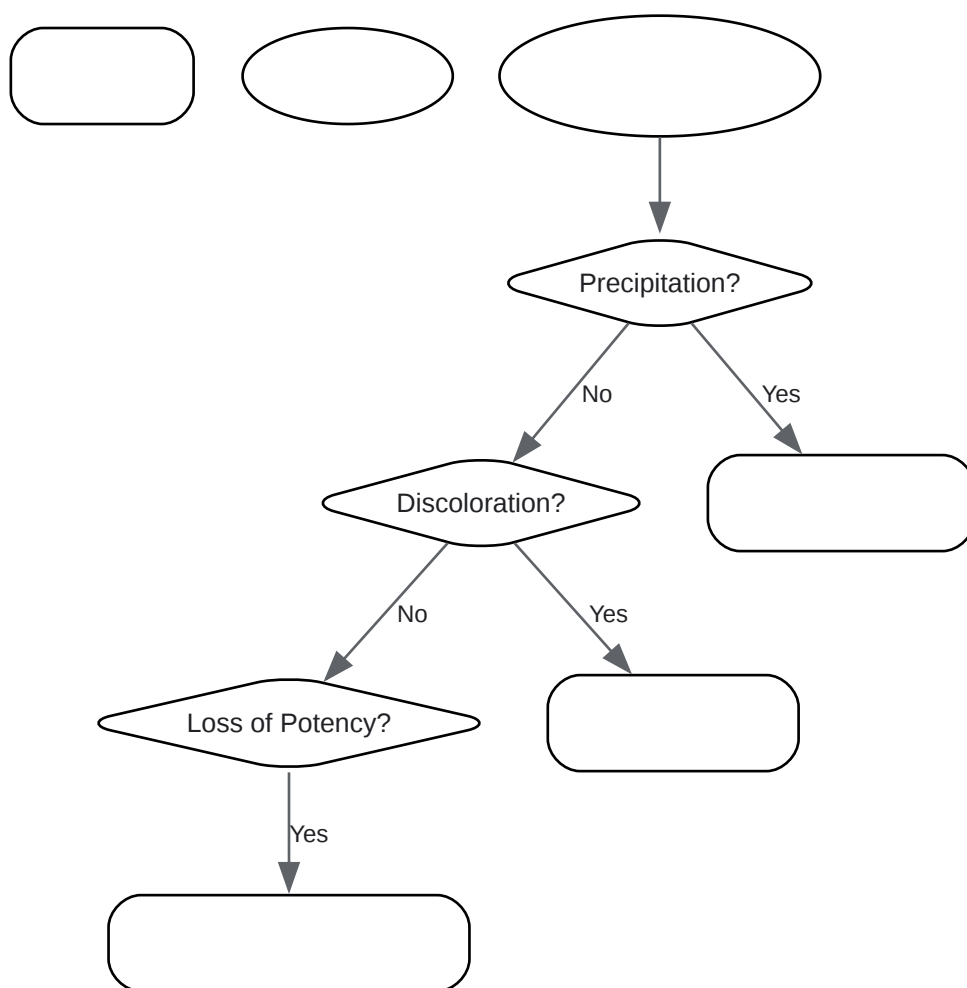 Precipitation?
No
Yes
Discoloration?
No
Yes
Loss of Potency?
Yes